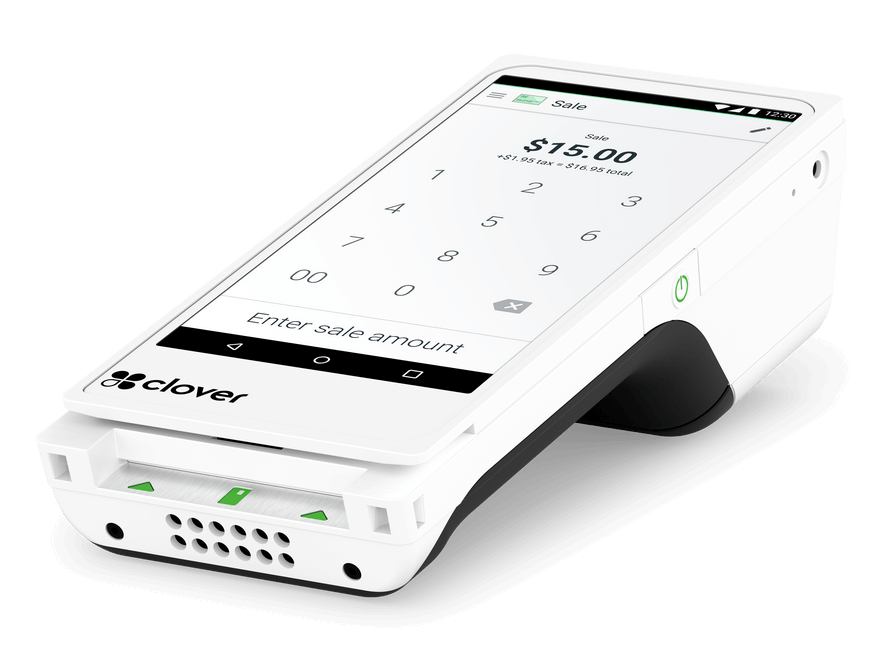 12:30
Sale
Sale
$15.00
+$1.95 tax = $16.95 total
1 2 3
4 5 6
7 8 9
00 0
Enter sale amount
clover